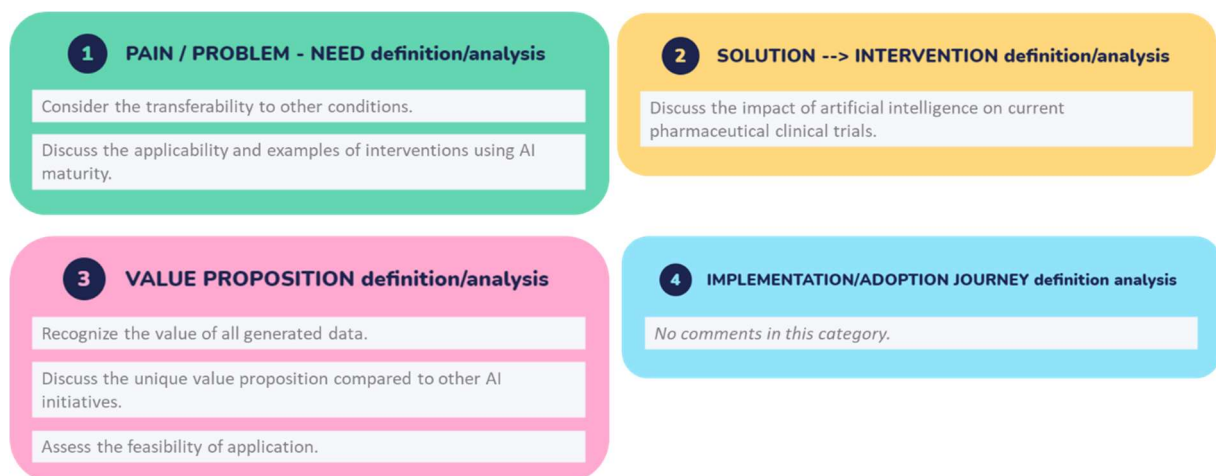 1 PAIN / PROBLEM - NEED definition/analysis
Consider the transferability to other conditions.
Discuss the applicability and examples of interventions using AI
maturity.
2 SOLUTION --> INTERVENTION definition/analysis
Discuss the impact of artificial intelligence on current
pharmaceutical clinical trials.
3 VALUE PROPOSITION definition/analysis
Recognize the value of all generated data.
Discuss the unique value proposition compared to other AI
initiatives.
Assess the feasibility of application.
4 IMPLEMENTATION/ADOPTION JOURNEY definition analysis
No comments in this category.